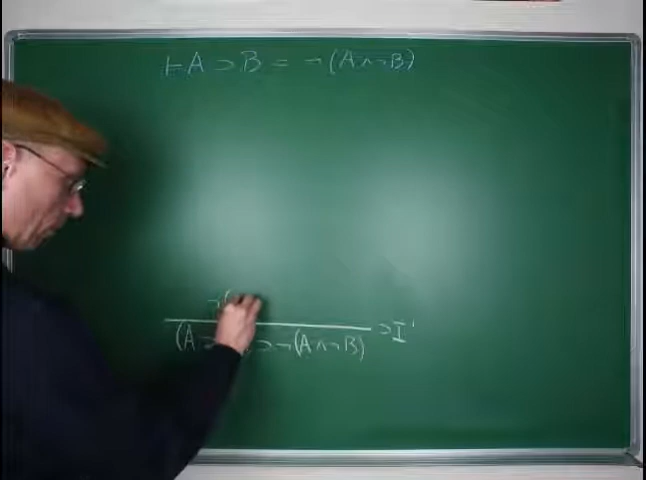 ⊢A ⊃ B = ¬(A∧¬B)
¬(
(A ⊃ ⊃ ¬(A∧¬B) ⊃I¹